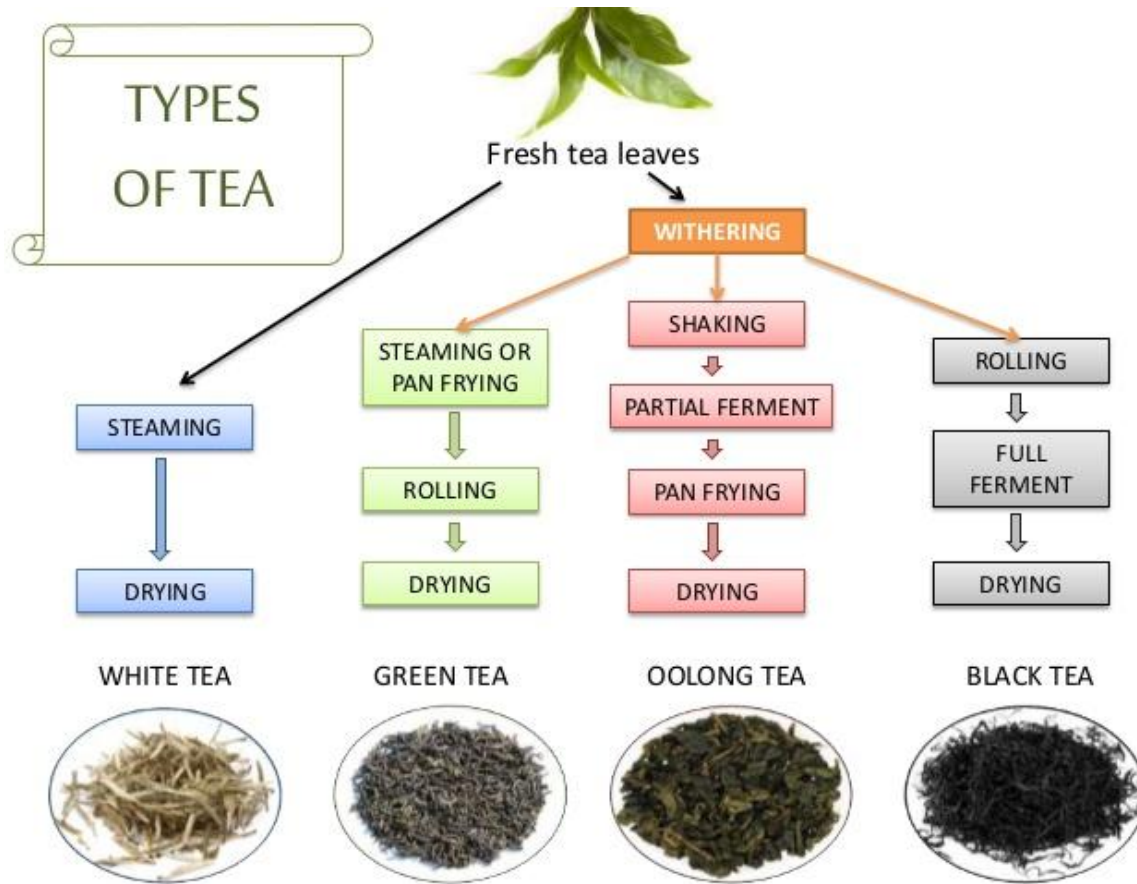 TYPES
OF TEA
Fresh tea leaves
WITHERING
STEAMING
DRYING
WHITE TEA
STEAMING OR
PAN FRYING
ROLLING
DRYING
GREEN TEA
SHAKING
PARTIAL FERMENT
PAN FRYING
DRYING
OOLONG TEA
ROLLING
FULL
FERMENT
DRYING
BLACK TEA